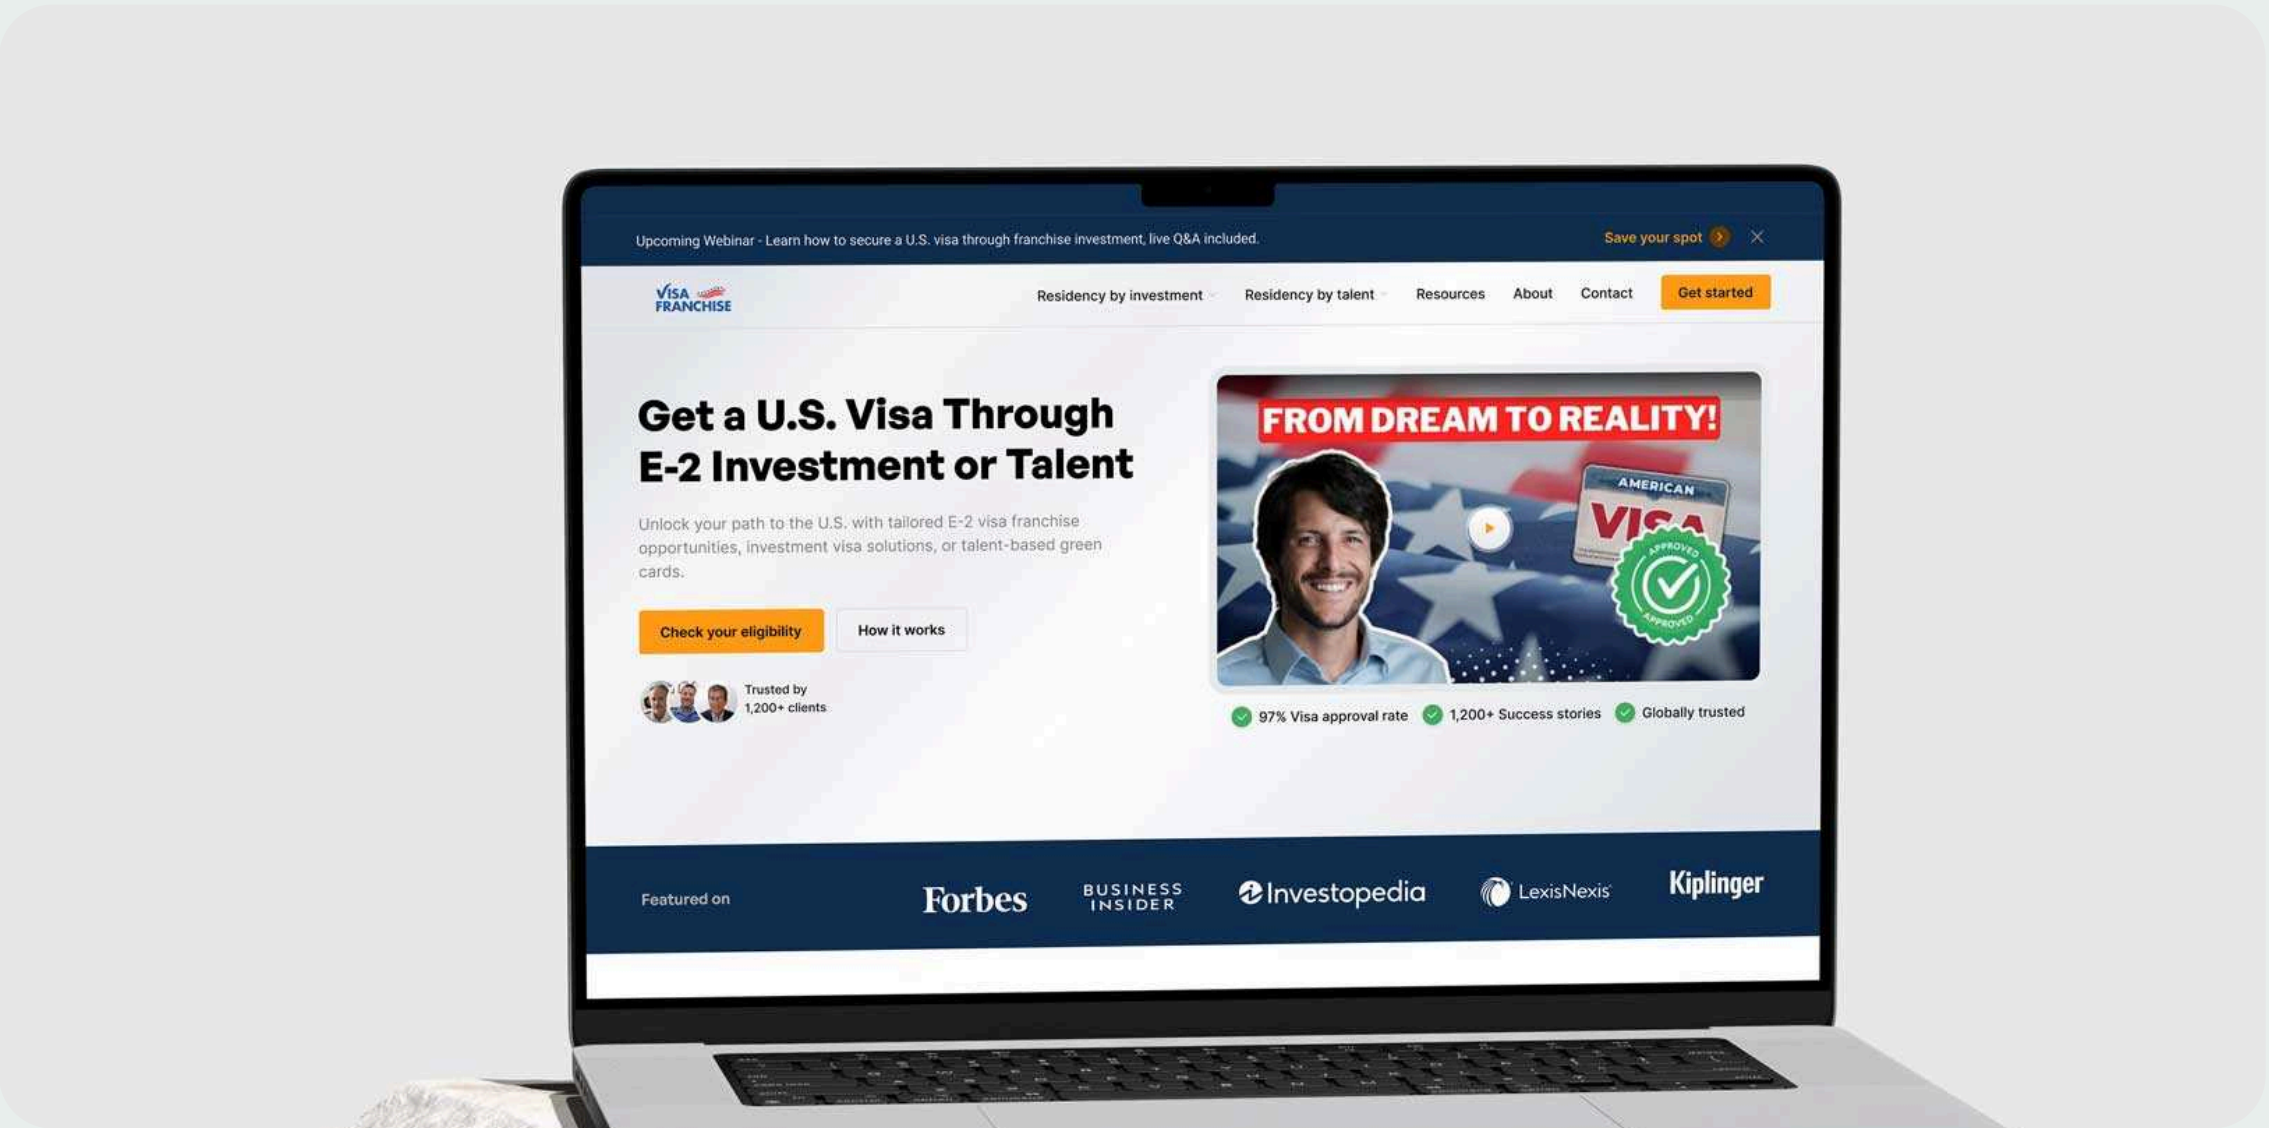 Upcoming Webinar - Learn how to secure a U.S. visa through franchise investment, live Q&A included.
Save your spot
VISA
FRANCHISE
Residency by investment
Residency by talent
Resources
About
Contact
Get started
Get a U.S. Visa Through
E-2 Investment or Talent
Unlock your path to the U.S. with tailored E-2 visa franchise
opportunities, investment visa solutions, or talent-based green
cards.
Check your eligibility
How it works
Trusted by
1,200+ clients
FROM DREAM TO REALITY!
AMERICAN
VISA
APPROVED
APPROVED
97% Visa approval rate
1,200+ Success stories
Globally trusted
Featured on
Forbes
BUSINESS
INSIDER
Investopedia
LexisNexis
Kiplinger